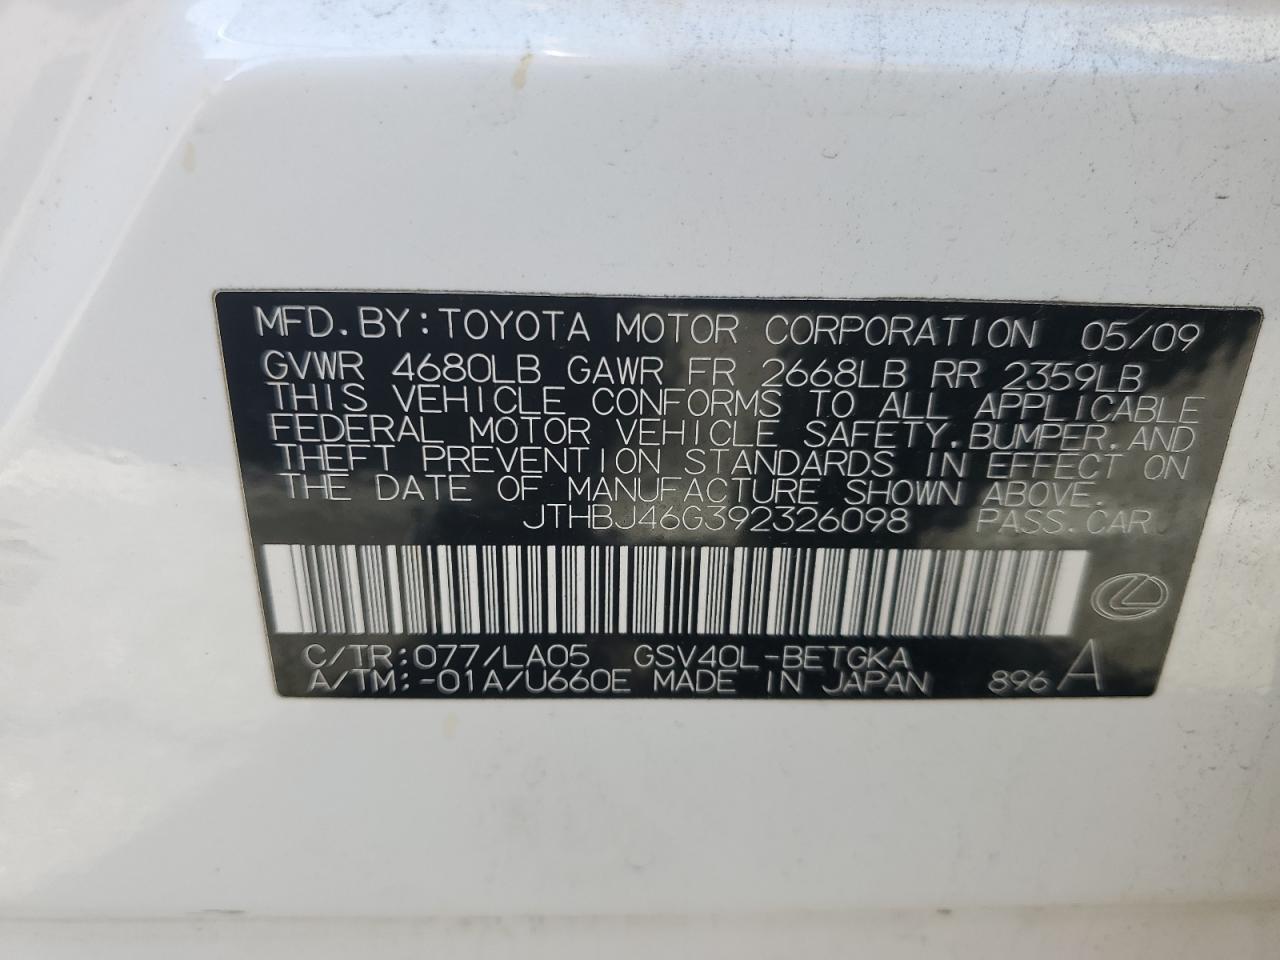 MFD.BY:TOYOTA MOTOR CORPORATION 05/09
GVWR 4680LB GAWR FR 2668LB RR 2359LB
THIS VEHICLE CONFORMS TO ALL APPLICABLE
FEDERAL MOTOR VEHICLE SAFETY,BUMPER,AND
THEFT PREVENTION STANDARDS IN EFFECT ON
THE DATE OF MANUFACTURE SHOWN ABOVE.
JTHBJ46G392326098 PASS.CAR
C/TR:077/LA05 GSV40L-BETGKA
A/TM:-01A/U660E MADE IN JAPAN 896 A